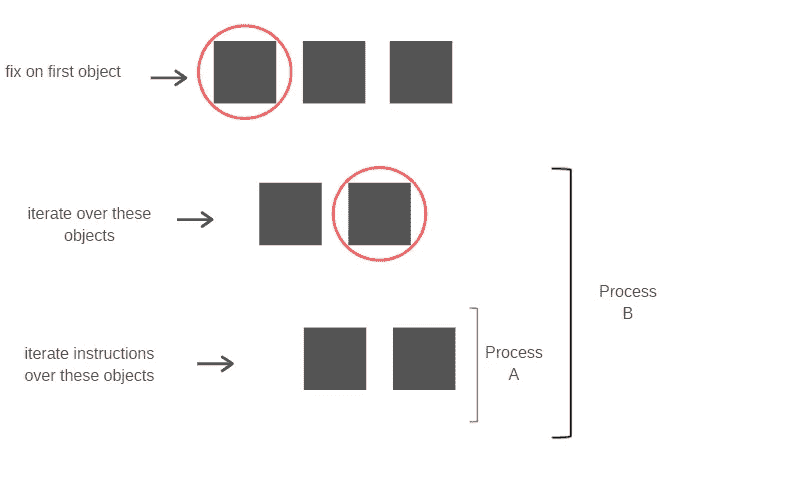 fix on first object
iterate over these
objects
Process
B
iterate instructions
over these objects
Process
A